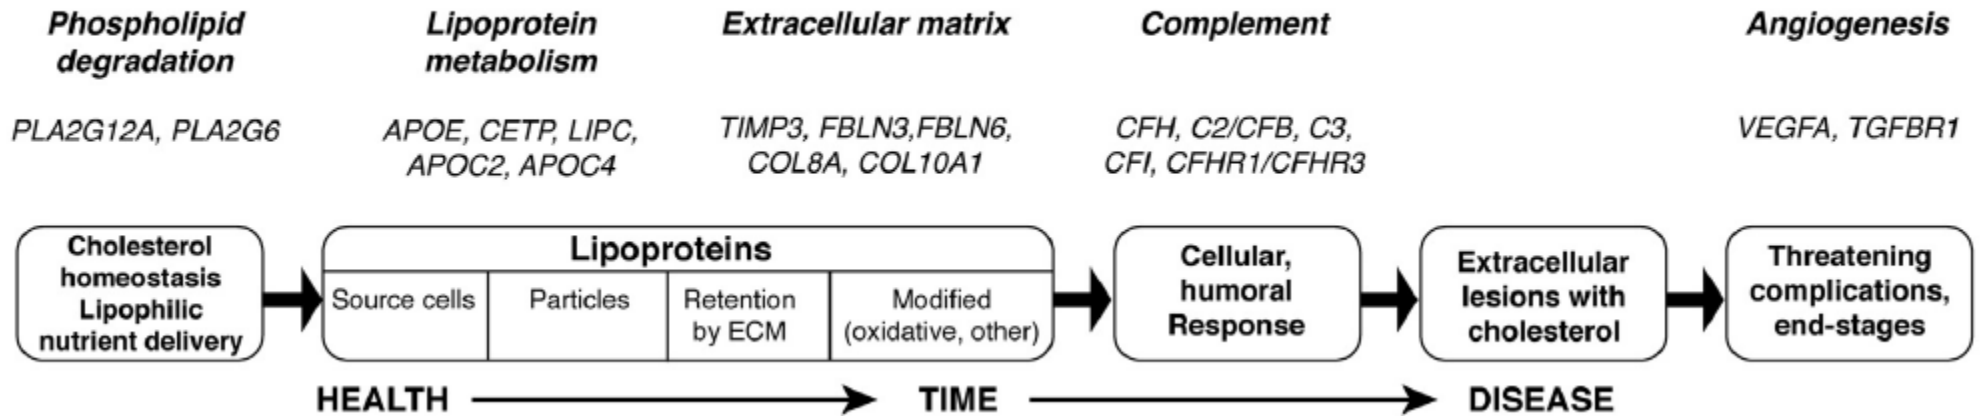 Phospholipid
degradation
Lipoprotein
metabolism
Extracellular matrix
Complement
Angiogenesis
PLA2G12A, PLA2G6
APOE, CETP, LIPC,
APOC2, APOC4
TIMP3, FBLN3,FBLN6,
COL8A, COL10A1
CFH, C2/CFB, C3,
CFI, CFHR1/CFHR3
VEGFA, TGFBR1
Cholesterol
homeostasis
Lipophilic
nutrient delivery
Lipoproteins
Source cells
Particles
Retention
by ECM
Modified
(oxidative, other)
Cellular,
humoral
Response
Extracellular
lesions with
cholesterol
Threatening
complications,
end-stages
HEALTH
TIME
DISEASE